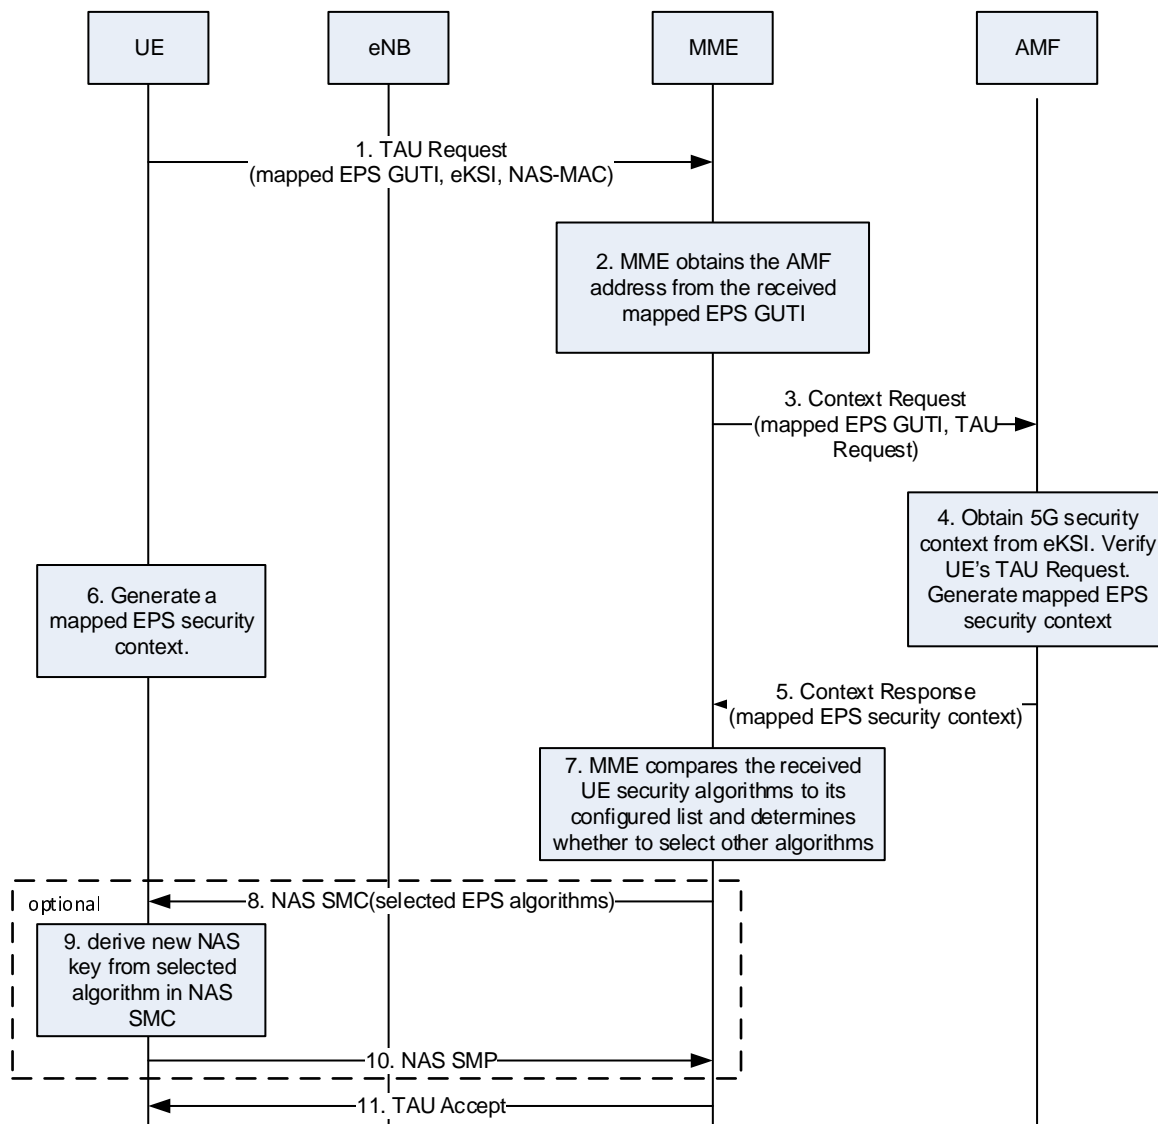 UE
eNB
MME
AMF
1. TAU Request
(mapped EPS GUTI, eKSI, NAS-MAC)
2. MME obtains the AMF
address from the received
mapped EPS GUTI
3. Context Request
(mapped EPS GUTI, TAU
Request)
4. Obtain 5G security
context from eKSI. Verify
UE's TAU Request.
Generate mapped EPS
security context
6. Generate a
mapped EPS security
context.
5. Context Response
(mapped EPS security context)
7. MME compares the received
UE security algorithms to its
configured list and determines
whether to select other algorithms
optional
8. NAS SMC(selected EPS algorithms)
9. derive new NAS
key from selected
algorithm in NAS
SMC
10. NAS SMP
11. TAU Accept